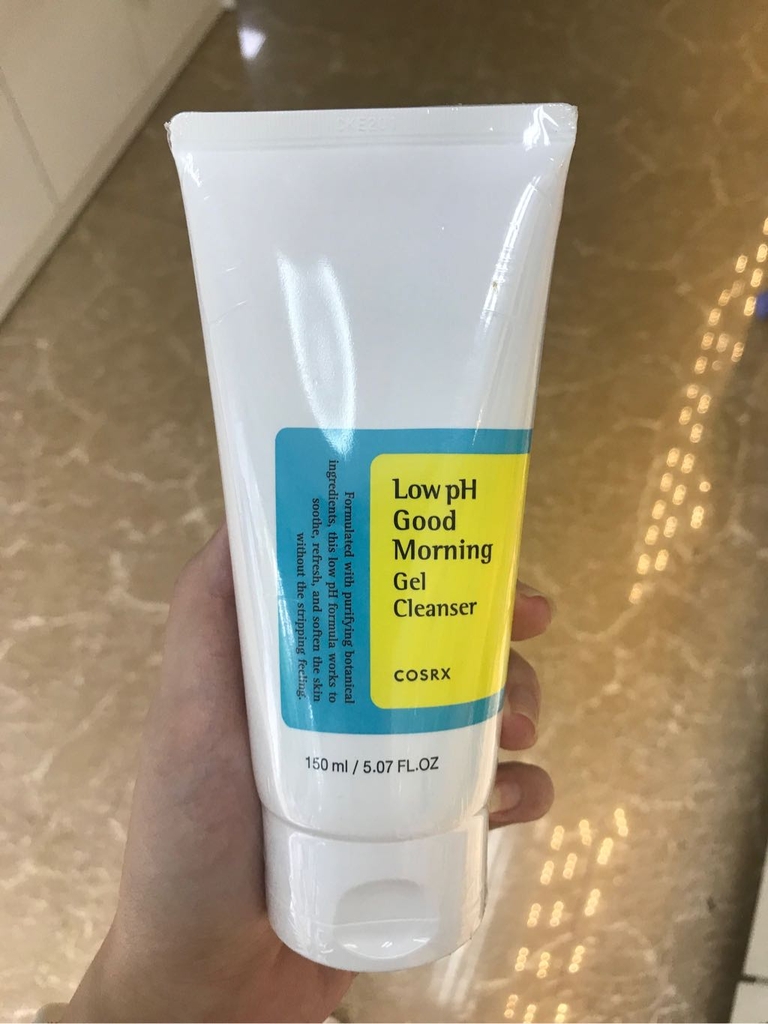 Low pH
Good
Morning
Gel
Cleanser
COSRX
Formulated with purifying botanical
ingredients, this low pH formula works to
soothe, refresh, and soften the skin
without the stripping feeling.
150 ml / 5.07 FL.OZ